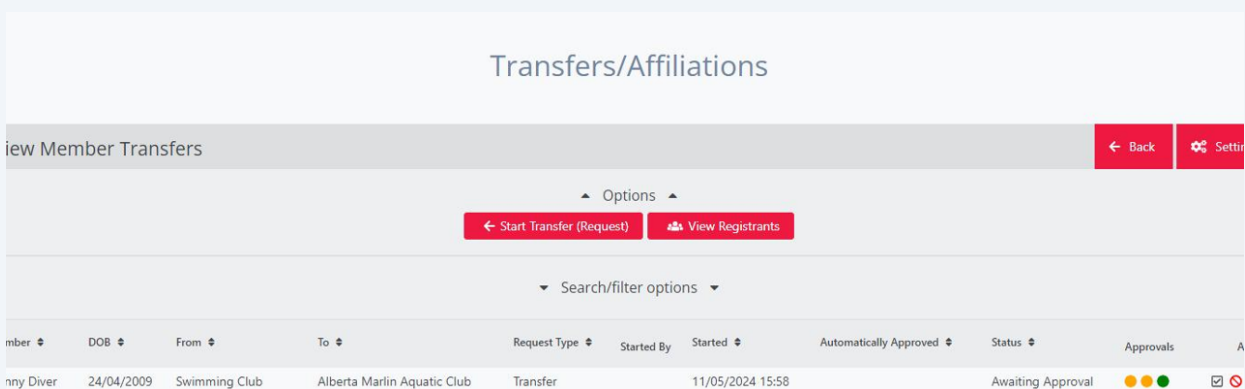 Transfers/Affiliations
iew Member Transfers
Back
Settin
Options
Start Transfer (Request)
View Registrants
Search/filter options
mber DOB From To Request Type Started By Started Automatically Approved Status Approvals A
nny Diver 24/04/2009 Swimming Club Alberta Marlin Aquatic Club Transfer 11/05/2024 15:58 Awaiting Approval